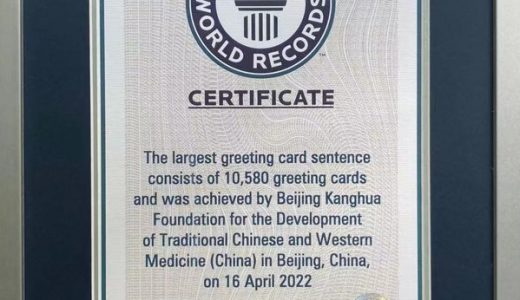 WORLD RECORDS
CERTIFICATE
The largest greeting card sentence
consists of 10,580 greeting cards
and was achieved by Beijing Kanghua
Foundation for the Development
of Traditional Chinese and Western
Medicine (China) in Beijing, China,
on 16 April 2022